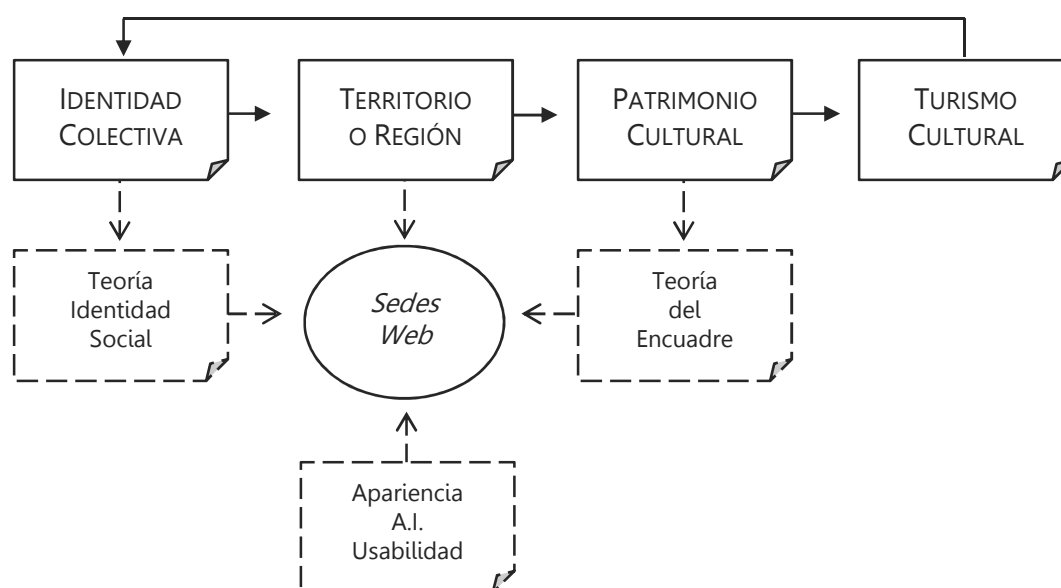 IDENTIDAD
COLECTIVA
TERRITORIO
O REGIÓN
PATRIMONIO
CULTURAL
TURISMO
CULTURAL
Teoría
Identidad
Social
Sedes
Web
Teoría
del
Encuadre
Apariencia
A.I.
Usabilidad